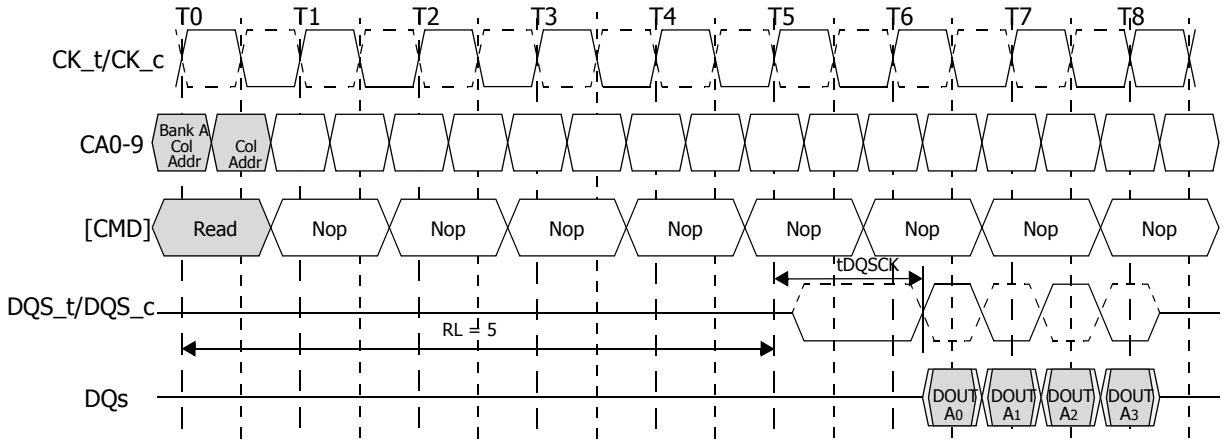 T0 T1 T2 T3 T4 T5 T6 T7 T8
CK_t/CK_c
CA0-9
Bank A
Col
Addr
Col
Addr
[CMD]
Read Nop Nop Nop Nop Nop Nop Nop Nop
tDQSCK
DQS_t/DQS_c
RL = 5
DQs
DOUT A0
DOUT A1
DOUT A2
DOUT A3